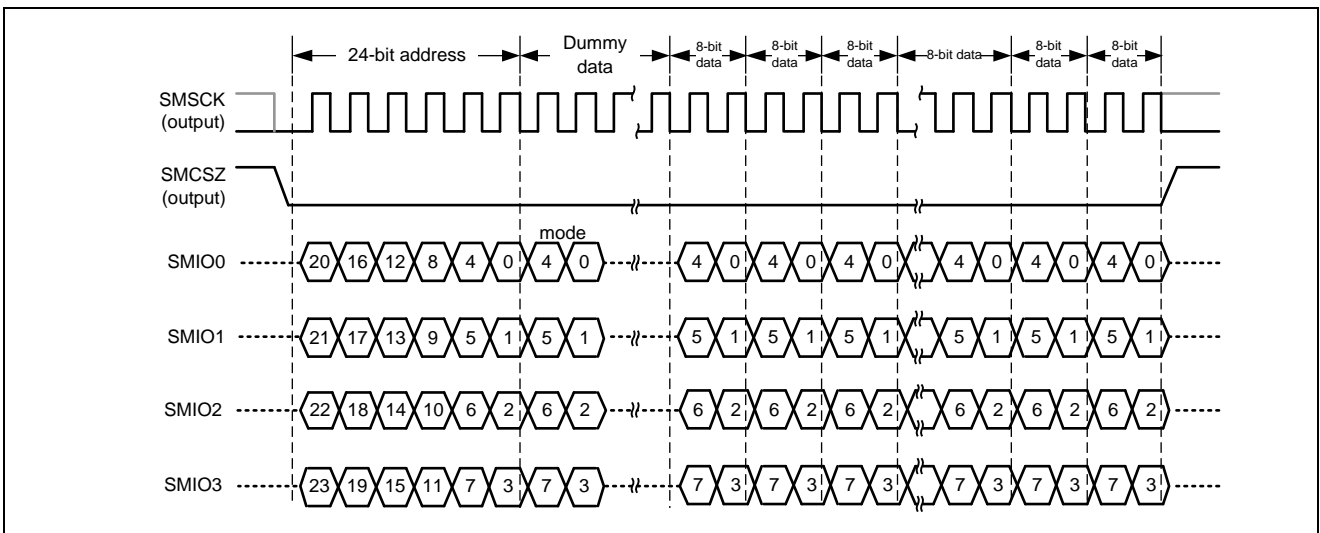 24-bit address
Dummy
data
8-bit
data
8-bit
data
8-bit
data
8-bit data
8-bit
data
8-bit
data
SMSCK
(output)
SMCSZ
(output)
mode
SMIO0 20 16 12 8 4 0 4 0 4 0 4 0 4 0 4 0 4 0 4 0
SMIO1 21 17 13 9 5 1 5 1 5 1 5 1 5 1 5 1 5 1 5 1
SMIO2 22 18 14 10 6 2 6 2 6 2 6 2 6 2 6 2 6 2 6 2
SMIO3 23 19 15 11 7 3 7 3 7 3 7 3 7 3 7 3 7 3 7 3